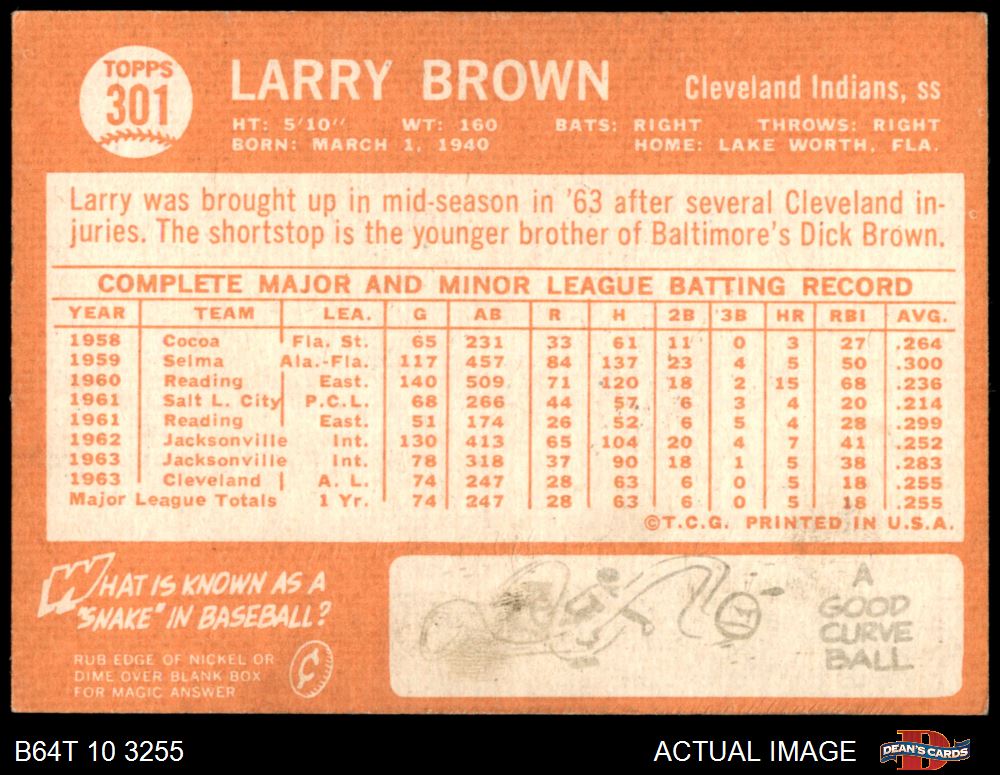 TOPPS
301
LARRY BROWN
Cleveland Indians, ss
HT: 5'10" WT: 160 BATS: RIGHT THROWS: RIGHT
BORN: MARCH 1, 1940 HOME: LAKE WORTH, FLA.
Larry was brought up in mid-season in '63 after several Cleveland in-
juries. The shortstop is the younger brother of Baltimore's Dick Brown.
COMPLETE MAJOR AND MINOR LEAGUE BATTING RECORD
YEAR TEAM LEA. G AB R H 2B 3B HR RBI AVG.
1958 Cocoa Fla. St. 65 231 33 61 11 0 3 27 .264
1959 Selma Ala.-Fla. 117 457 84 137 23 4 5 50 .300
1960 Reading East. 140 509 71 120 18 2 15 68 .236
1961 Salt L. City P.C.L. 68 266 44 57 6 3 4 20 .214
1961 Reading East. 51 174 26 52 6 5 4 28 .299
1962 Jacksonville Int. 130 413 65 104 20 4 7 41 .252
1963 Jacksonville Int. 78 318 37 90 18 1 5 38 .283
1963 Cleveland A. L. 74 247 28 63 6 0 5 18 .255
Major League Totals 1 Yr. 74 247 28 63 6 0 5 18 .255
©T.C.G. PRINTED IN U.S.A.
WHAT IS KNOWN AS A
"SNAKE" IN BASEBALL?
RUB EDGE OF NICKEL OR
DIME OVER BLANK BOX
FOR MAGIC ANSWER
A
GOOD
CURVE
BALL
B64T 10 3255
ACTUAL IMAGE
DEAN'S CARDS